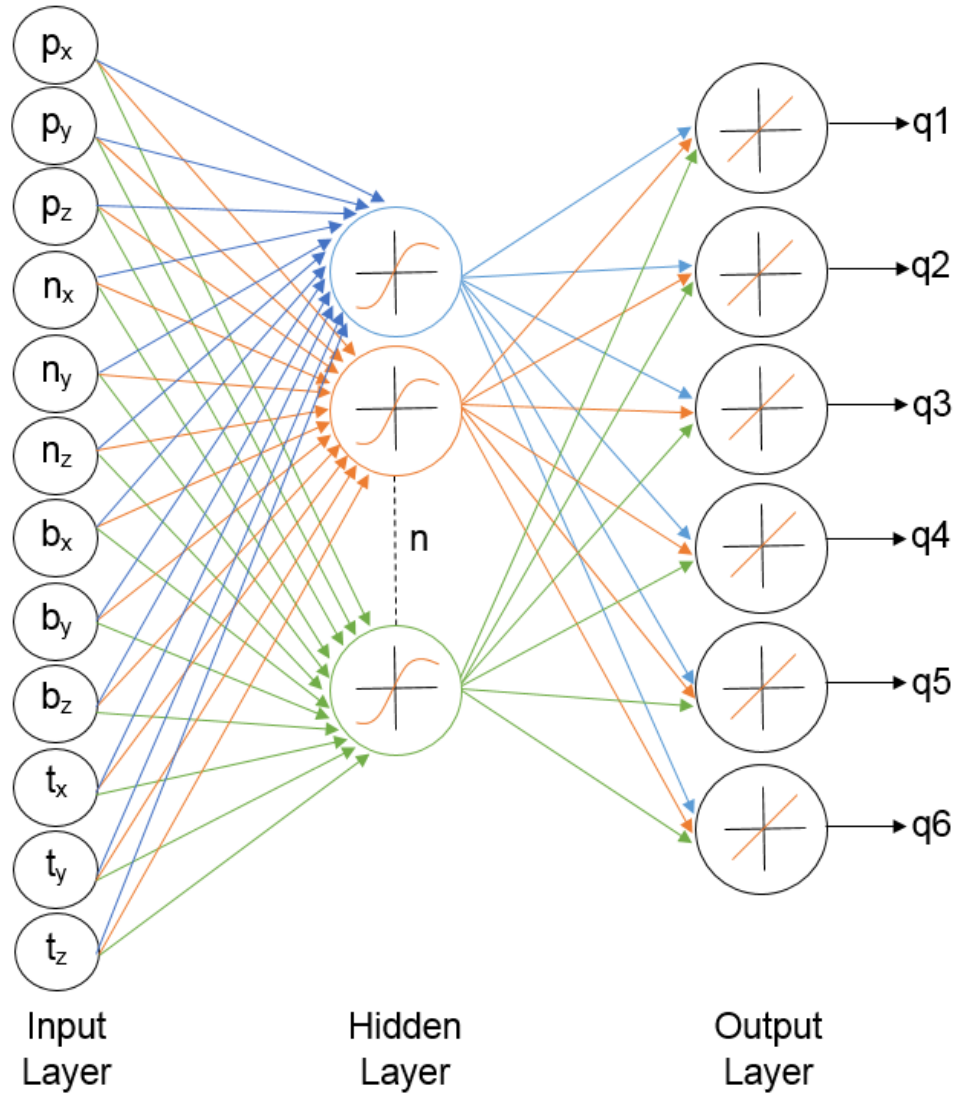 px
py
pz
nx
ny
nz
bx
by
bz
tx
ty
tz
n
q1
q2
q3
q4
q5
q6
Input
Layer
Hidden
Layer
Output
Layer